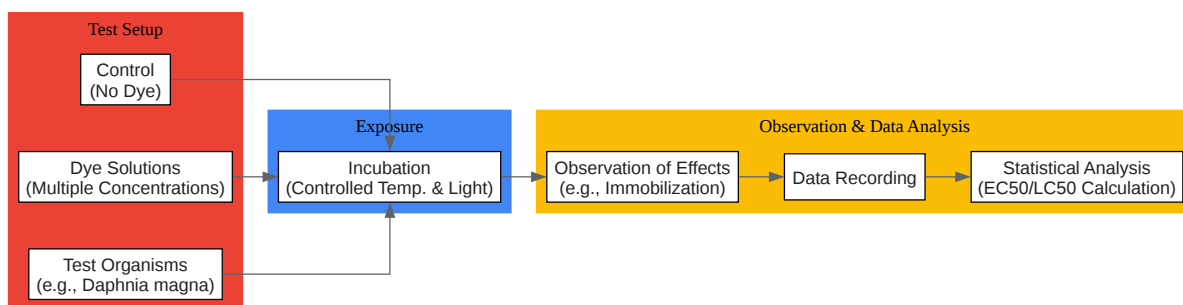 Test Setup
Control
(No Dye)
Dye Solutions
(Multiple Concentrations)
Test Organisms
(e.g., Daphnia magna)
Exposure
Incubation
(Controlled Temp. & Light)
Observation & Data Analysis
Observation of Effects
(e.g., Immobilization)
Data Recording
Statistical Analysis
(EC50/LC50 Calculation)